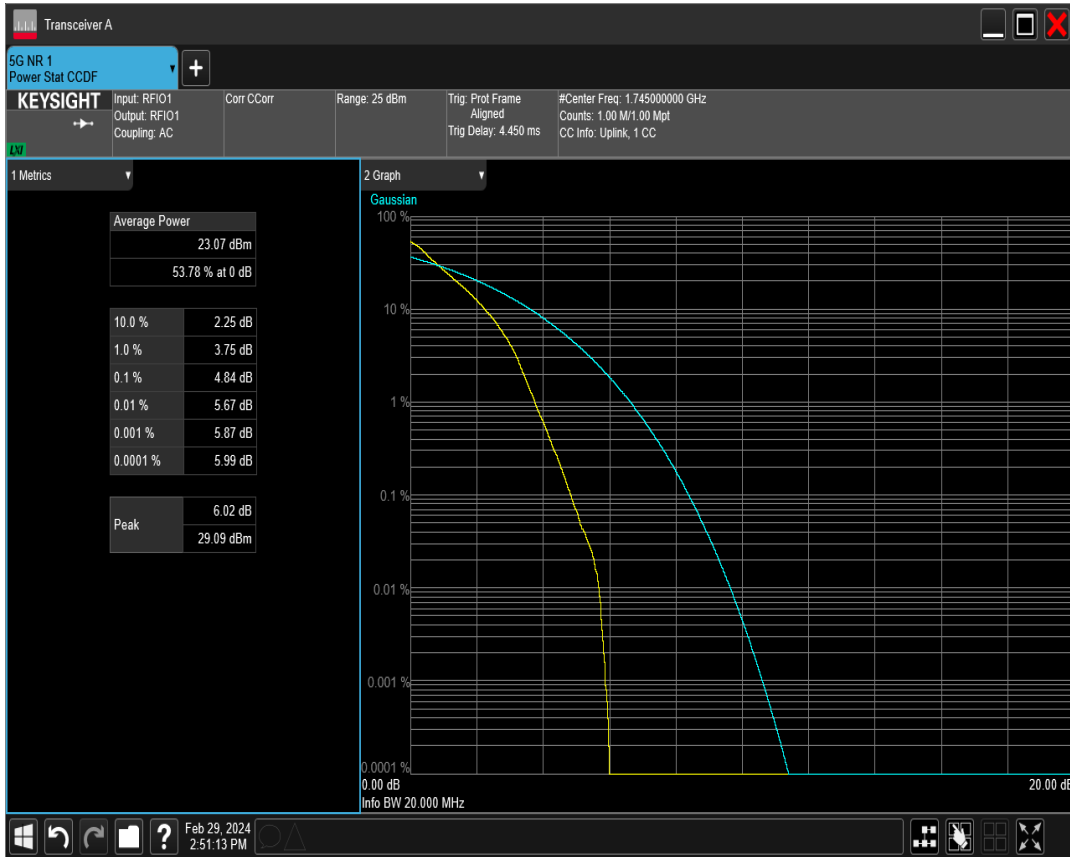 Transceiver A
5G NR 1
Power Stat CCDF
+
KEYSIGHT
LXI
Input: RFIO1
Output: RFIO1
Coupling: AC
Corr CCorr
Range: 25 dBm
Trig: Prot Frame
Aligned
Trig Delay: 4.450 ms
#Center Freq: 1.745000000 GHz
Counts: 1.00 M/1.00 Mpt
CC Info: Uplink, 1 CC
1 Metrics
Average Power
23.07 dBm
53.78 % at 0 dB
10.0 % 2.25 dB
1.0 % 3.75 dB
0.1 % 4.84 dB
0.01 % 5.67 dB
0.001 % 5.87 dB
0.0001 % 5.99 dB
Peak
6.02 dB
29.09 dBm
2 Graph
Gaussian
100 %
10 %
1 %
0.1 %
0.01 %
0.001 %
0.0001 %
0.00 dB
20.00 dB
Info BW 20.000 MHz
?
Feb 29, 2024
2:51:13 PM